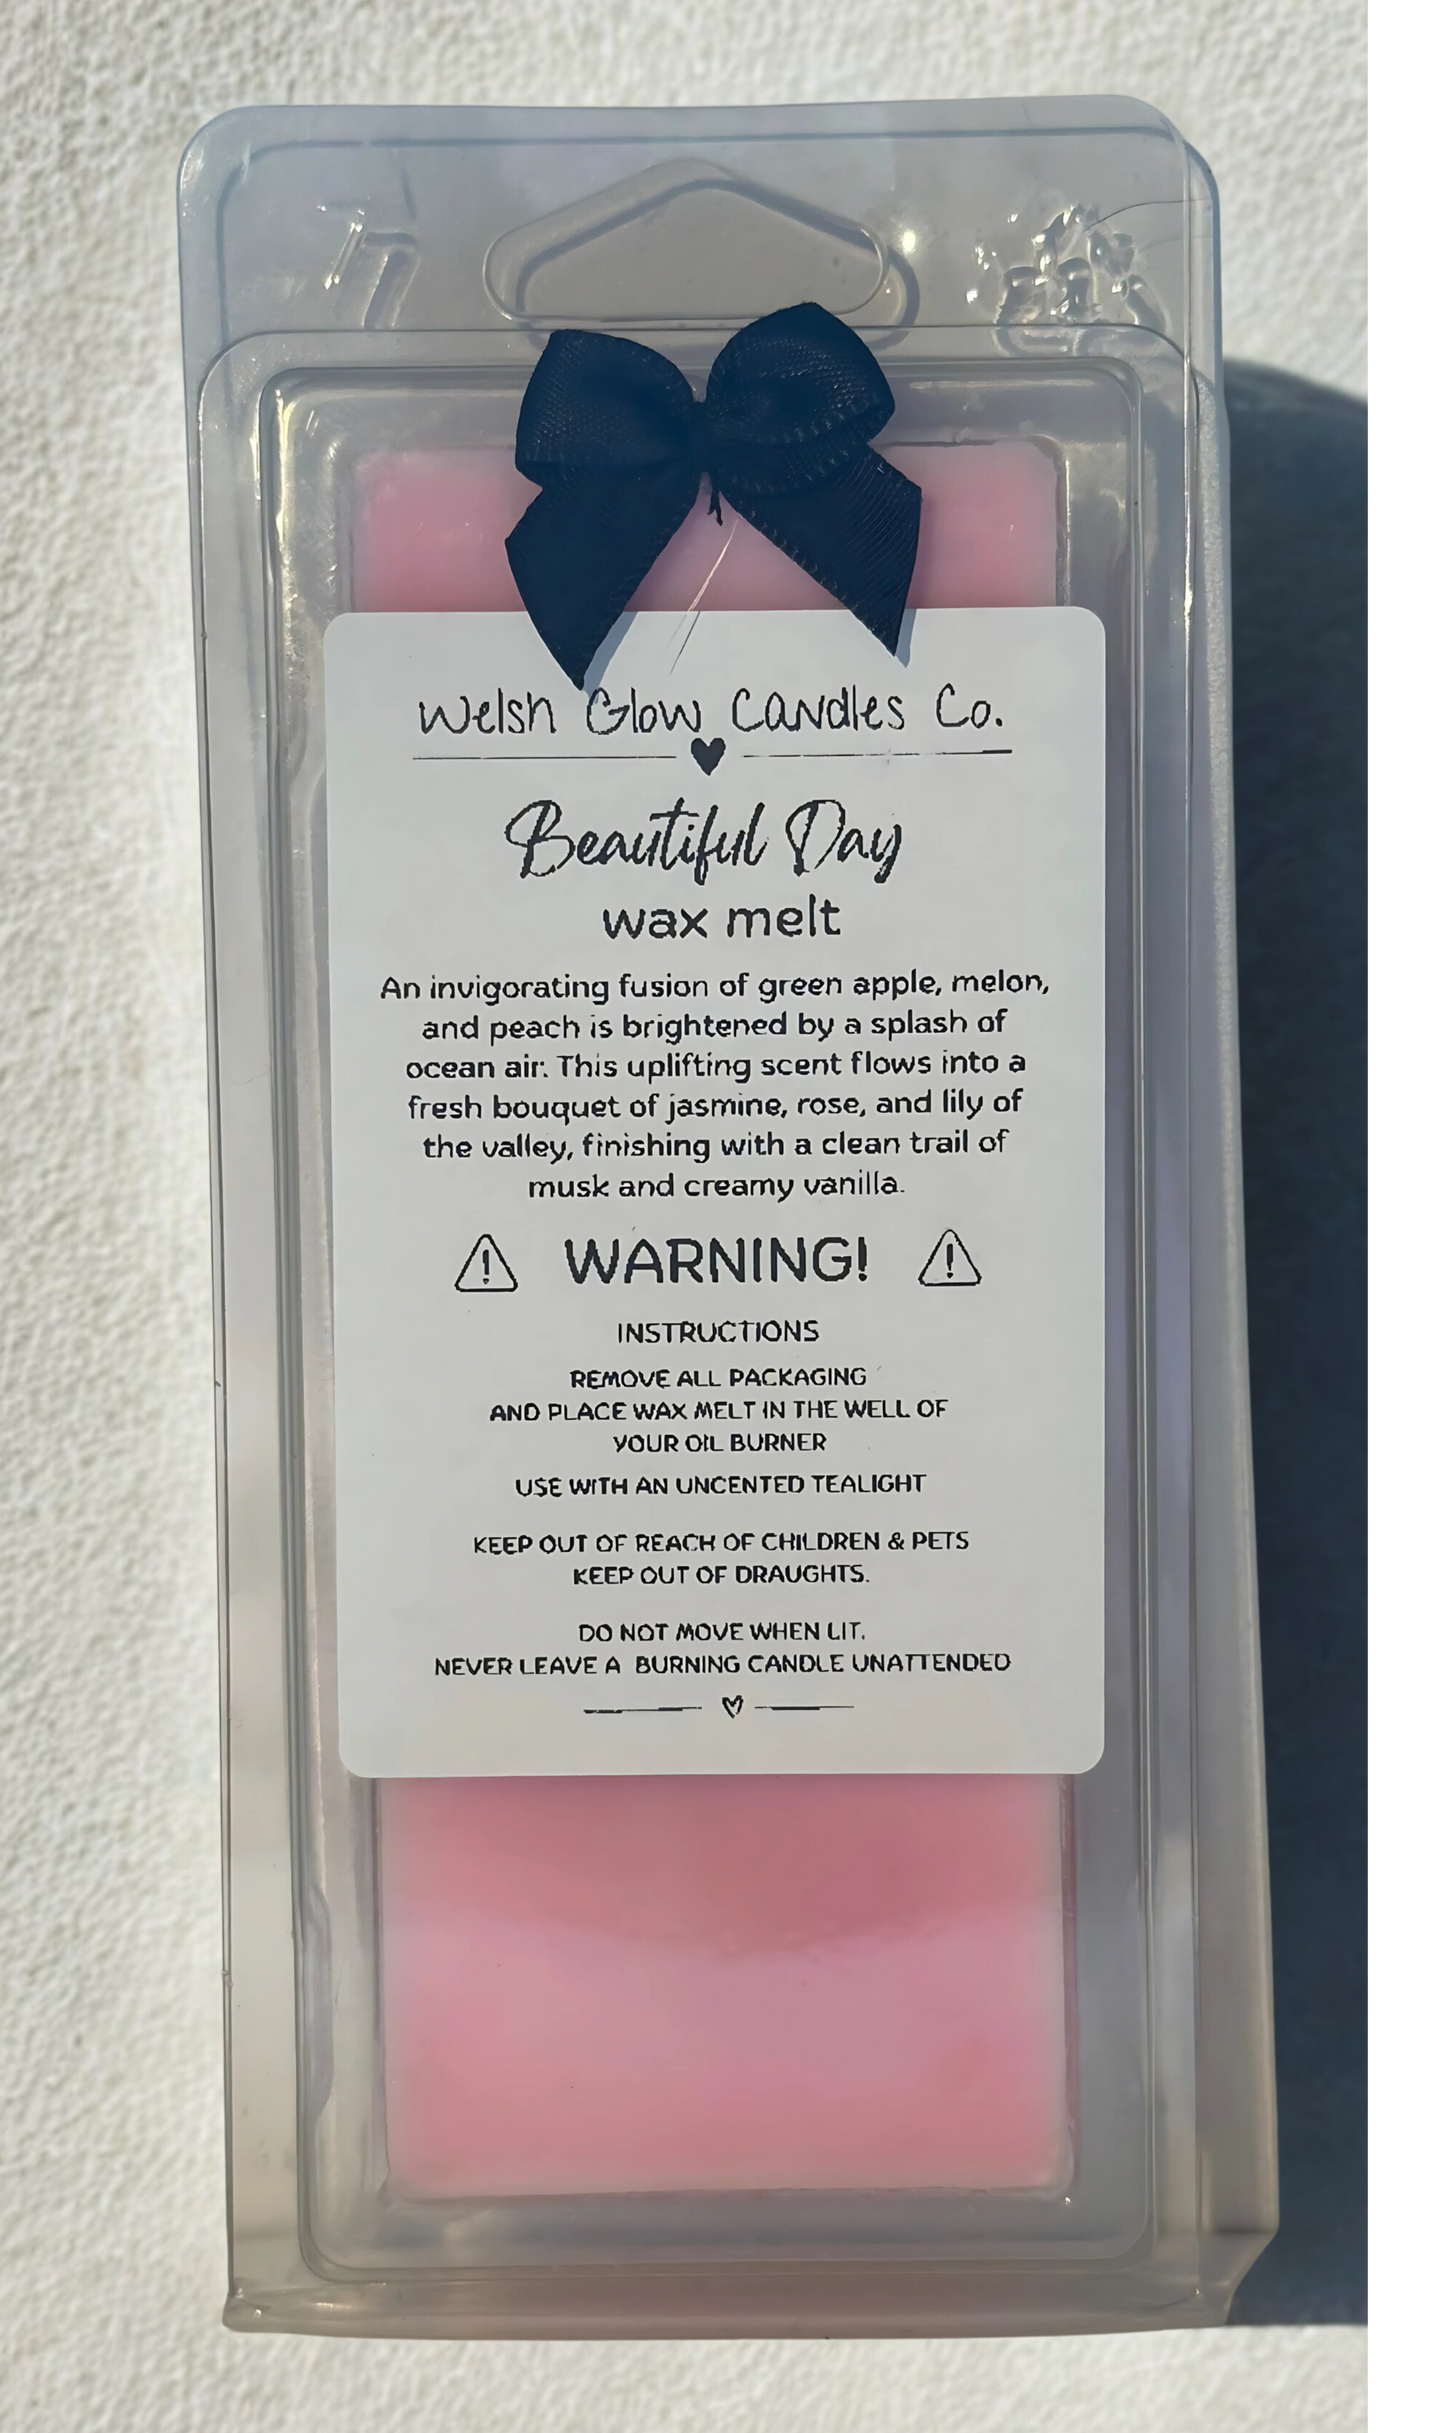 Welsh Glow Candles Co.
Beautiful Day
wax melt
An invigorating fusion of green apple, melon,
and peach is brightened by a splash of
ocean air. This uplifting scent flows into a
fresh bouquet of jasmine, rose, and lily of
the valley, finishing with a clean trail of
musk and creamy vanilla.
WARNING!
INSTRUCTIONS
REMOVE ALL PACKAGING
AND PLACE WAX MELT IN THE WELL OF
YOUR OIL BURNER
USE WITH AN UNCENTED TEALIGHT
KEEP OUT OF REACH OF CHILDREN & PETS
KEEP OUT OF DRAUGHTS.
DO NOT MOVE WHEN LIT.
NEVER LEAVE A BURNING CANDLE UNATTENDED